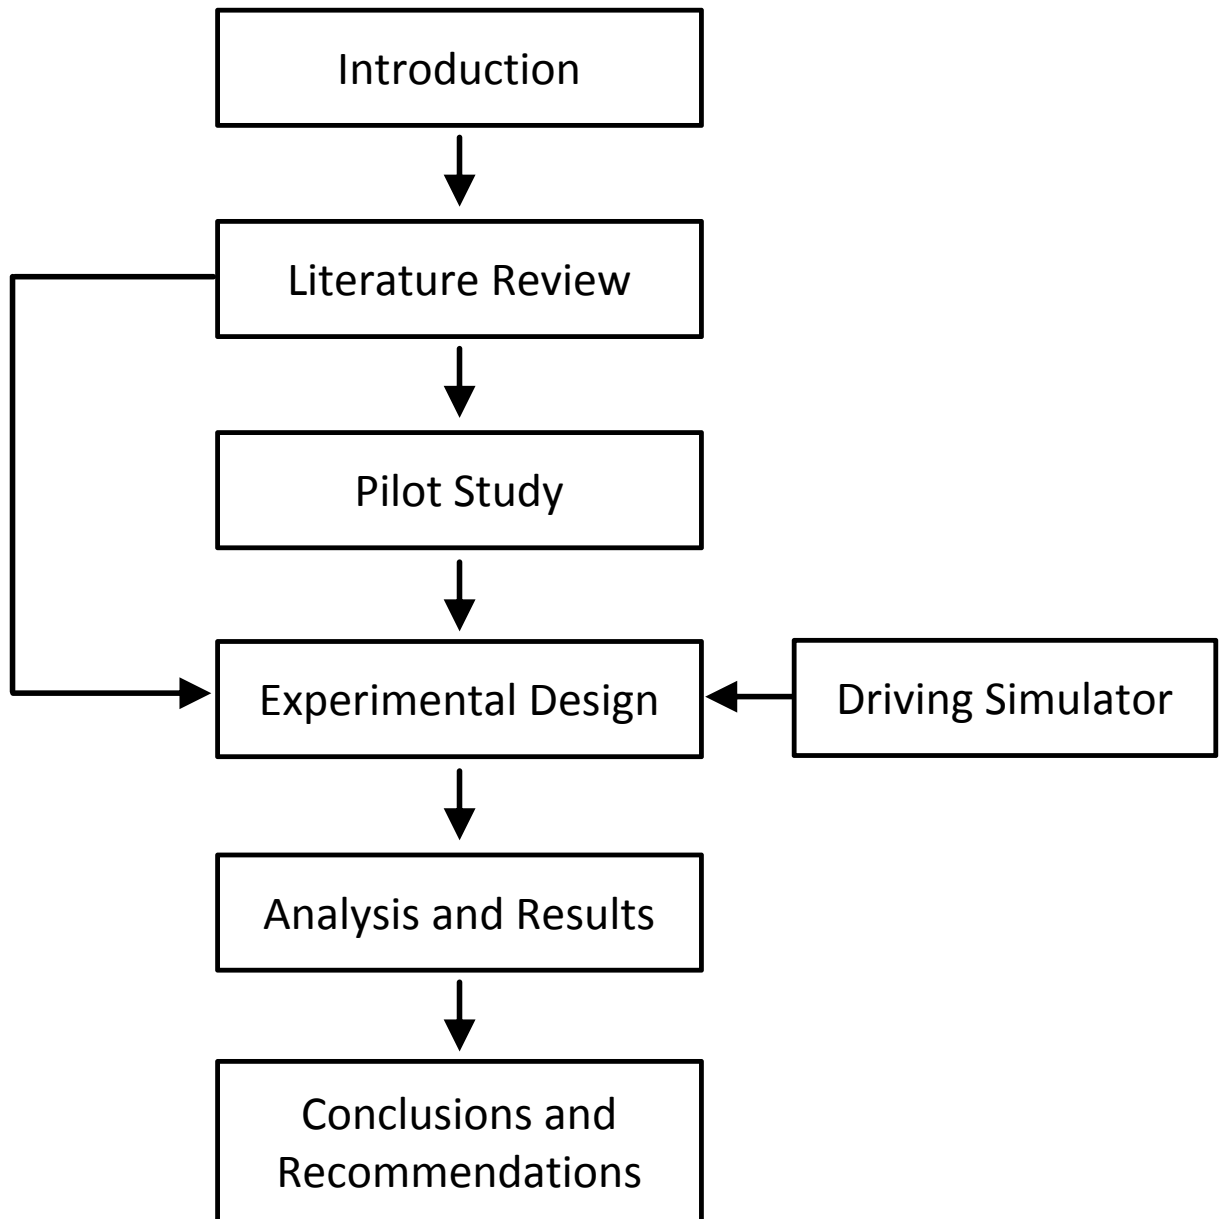 Introduction
Literature Review
Pilot Study
Experimental Design
Driving Simulator
Analysis and Results
Conclusions and
Recommendations